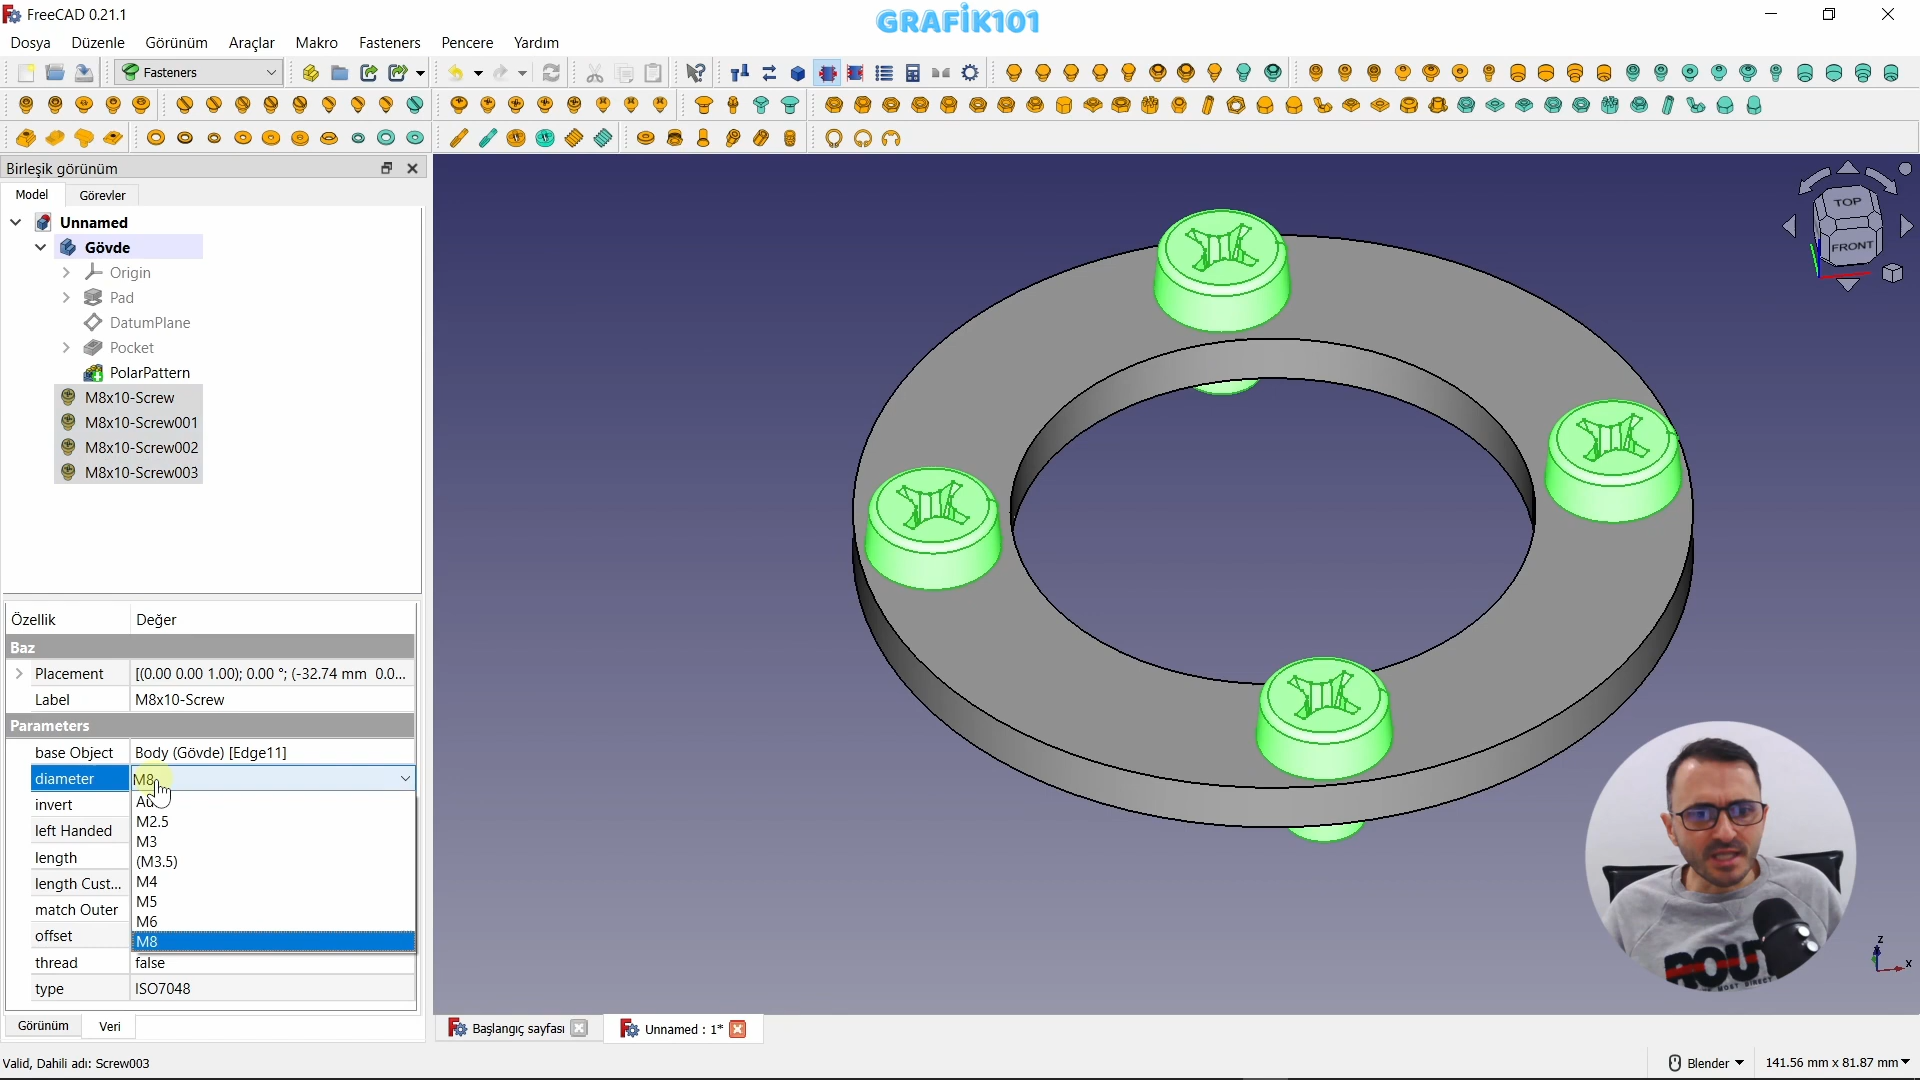 FreeCAD 0.21.1
GRAFİK101
Dosya Düzenle Görünüm Araçlar Makro Fasteners Pencere Yardım
Fasteners
Birleşik görünüm
Model Görevler
Unnamed
Gövde
Origin
Pad
DatumPlane
Pocket
PolarPattern
M8x10-Screw
M8x10-Screw001
M8x10-Screw002
M8x10-Screw003
TOP
FRONT
Özellik Değer
Baz
Placement [(0.00 0.00 1.00); 0.00 °; (-32.74 mm 0.0...
Label M8x10-Screw
Parameters
base Object Body (Gövde) [Edge11]
diameter M8
invert
M2.5
left Handed
M3
length (M3.5)
length Cust... M4
match Outer M5
offset M6
M8
thread false
type ISO7048
Görünüm Veri
Başlangıç sayfası Unnamed : 1*
Valid, Dahili adı: Screw003
Blender 141.56 mm x 81.87 mm
z
x